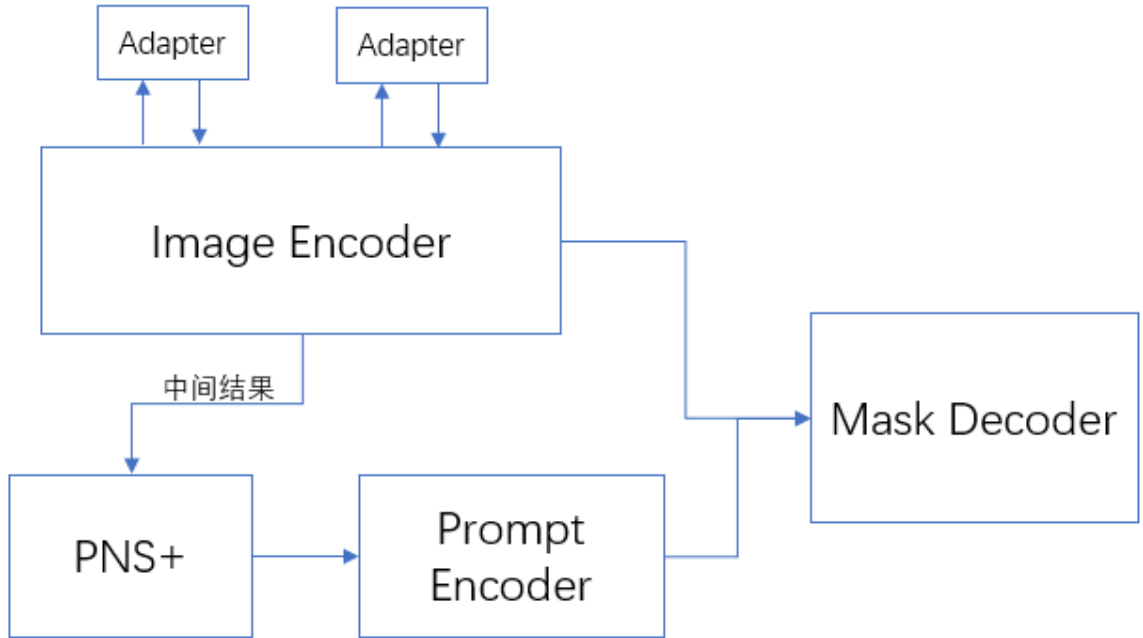 Adapter
Adapter
Image Encoder
中间结果
Mask Decoder
PNS+
Prompt
Encoder